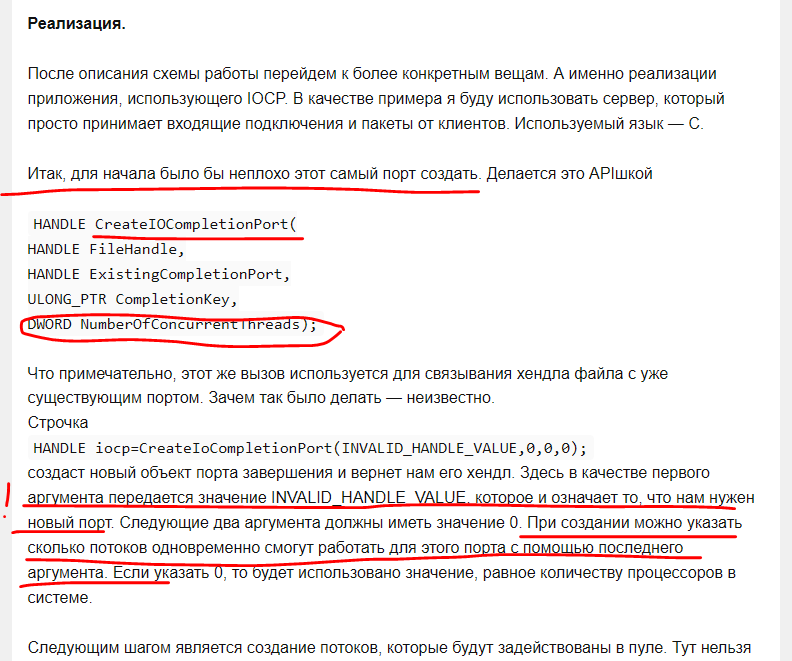 Реализация.
После описания схемы работы перейдем к более конкретным вещам. А именно реализации
приложения, использующего IOCP. В качестве примера я буду использовать сервер, который
просто принимает входящие подключения и пакеты от клиентов. Используемый язык — C.
Итак, для начала было бы неплохо этот самый порт создать. Делается это APIшкой
HANDLE CreateIOCompletionPort(
HANDLE FileHandle,
HANDLE ExistingCompletionPort,
ULONG_PTR CompletionKey,
DWORD NumberOfConcurrentThreads);
Что примечательно, этот же вызов используется для связывания хендла файла с уже
существующим портом. Зачем так было делать — неизвестно.
Строчка
HANDLE iocp=CreateIoCompletionPort(INVALID_HANDLE_VALUE,0,0,0);
создаст новый объект порта завершения и вернет нам его хендл. Здесь в качестве первого
аргумента передается значение INVALID_HANDLE_VALUE, которое и означает то, что нам нужен
новый порт. Следующие два аргумента должны иметь значение 0. При создании можно указать
сколько потоков одновременно смогут работать для этого порта с помощью последнего
аргумента. Если указать 0, то будет использовано значение, равное количеству процессоров в
системе.
Следующим шагом является создание потоков, которые будут задействованы в пуле. Тут нельзя